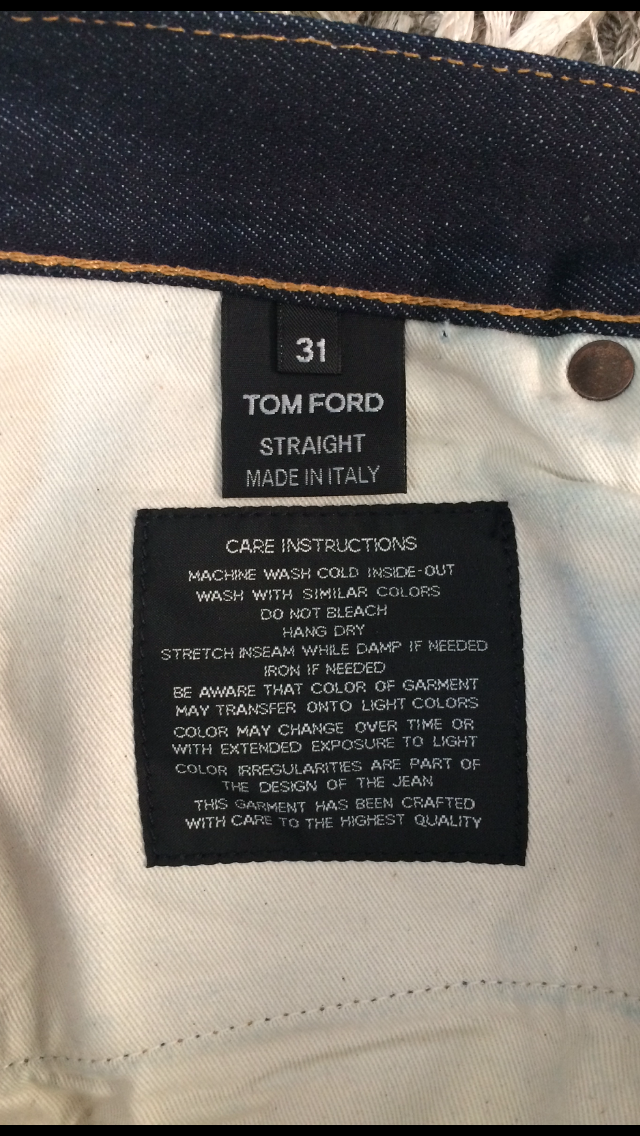 31
TOM FORD
STRAIGHT
MADE IN ITALY
CARE INSTRUCTIONS
MACHINE WASH COLD INSIDE-OUT
WASH WITH SIMILAR COLORS
DO NOT BLEACH
HANG DRY
STRETCH INSEAM WHILE DAMP IF NEEDED
IRON IF NEEDED
BE AWARE THAT COLOR OF GARMENT
MAY TRANSFER ONTO LIGHT COLORS
COLOR MAY CHANGE OVER TIME OR
WITH EXTENDED EXPOSURE TO LIGHT
COLOR IRREGULARITIES ARE PART OF
THE DESIGN OF THE JEAN
THIS GARMENT HAS BEEN CRAFTED
WITH CARE TO THE HIGHEST QUALITY